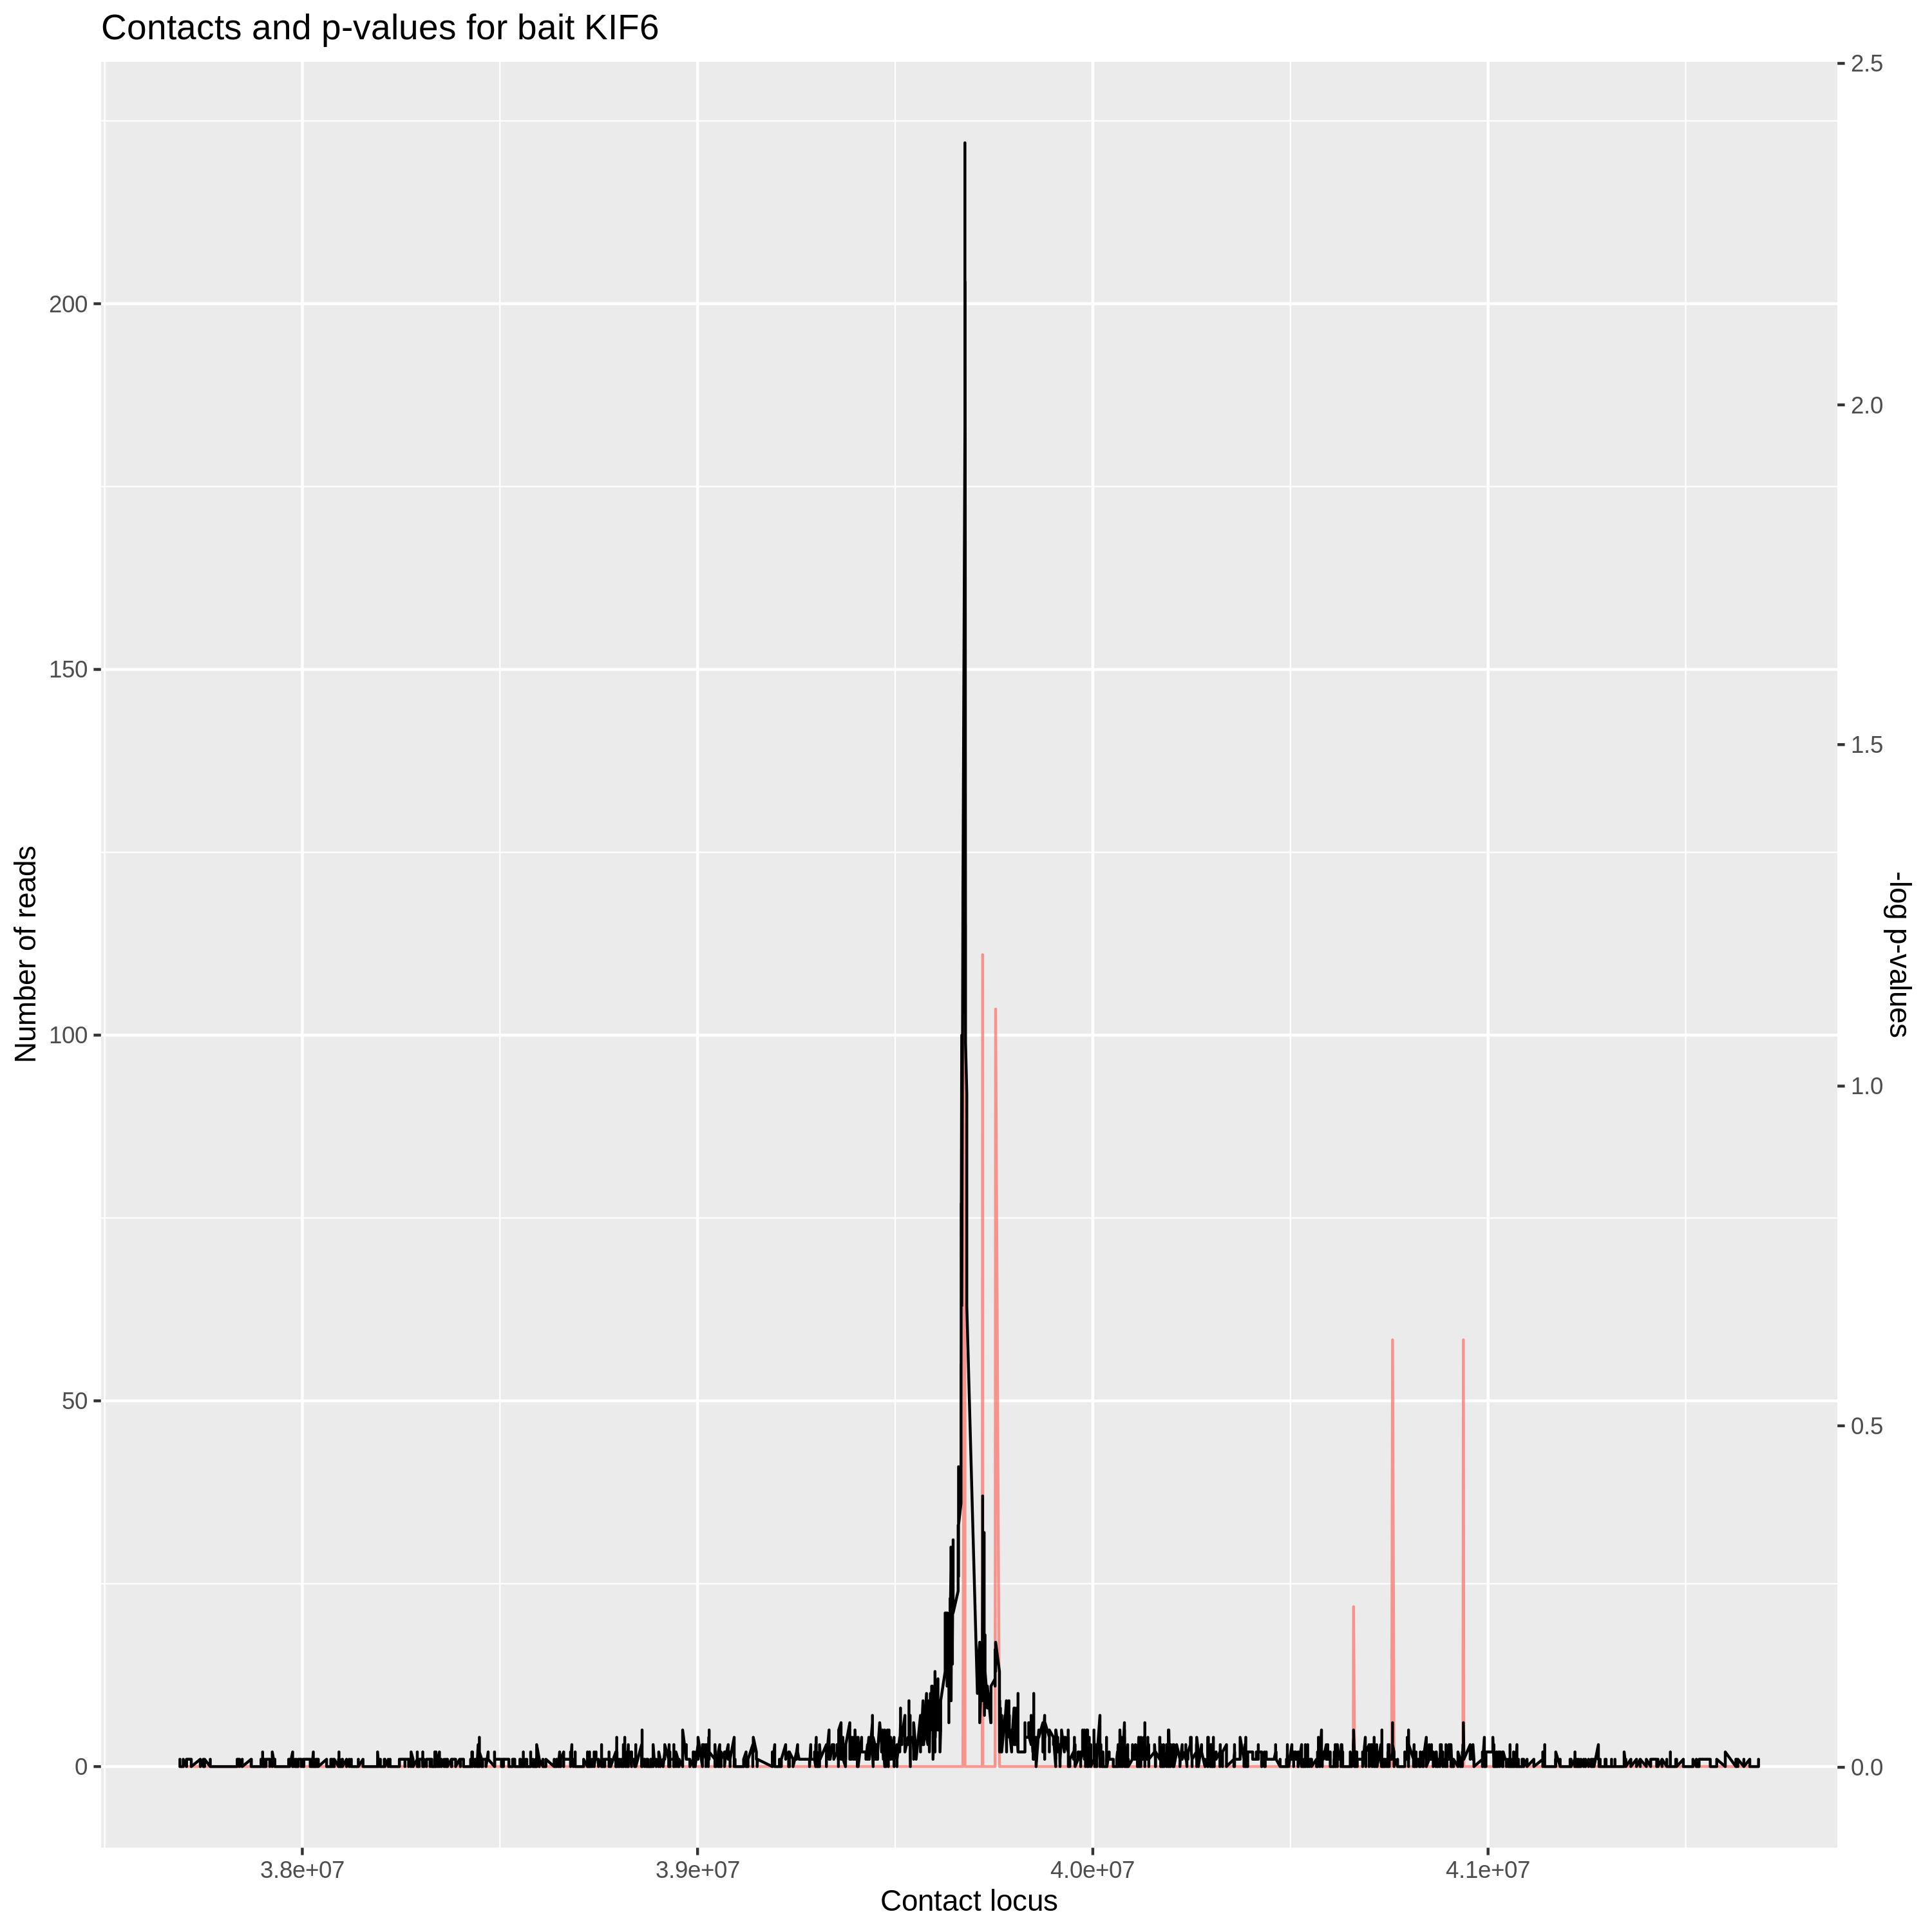 Contacts and p-values for bait KIF6
Number of reads
200
150
100
50
0
2.5
2.0
1.5
1.0
0.5
0.0
-log p-values
3.8e+07
3.9e+07
4.0e+07
4.1e+07
Contact locus